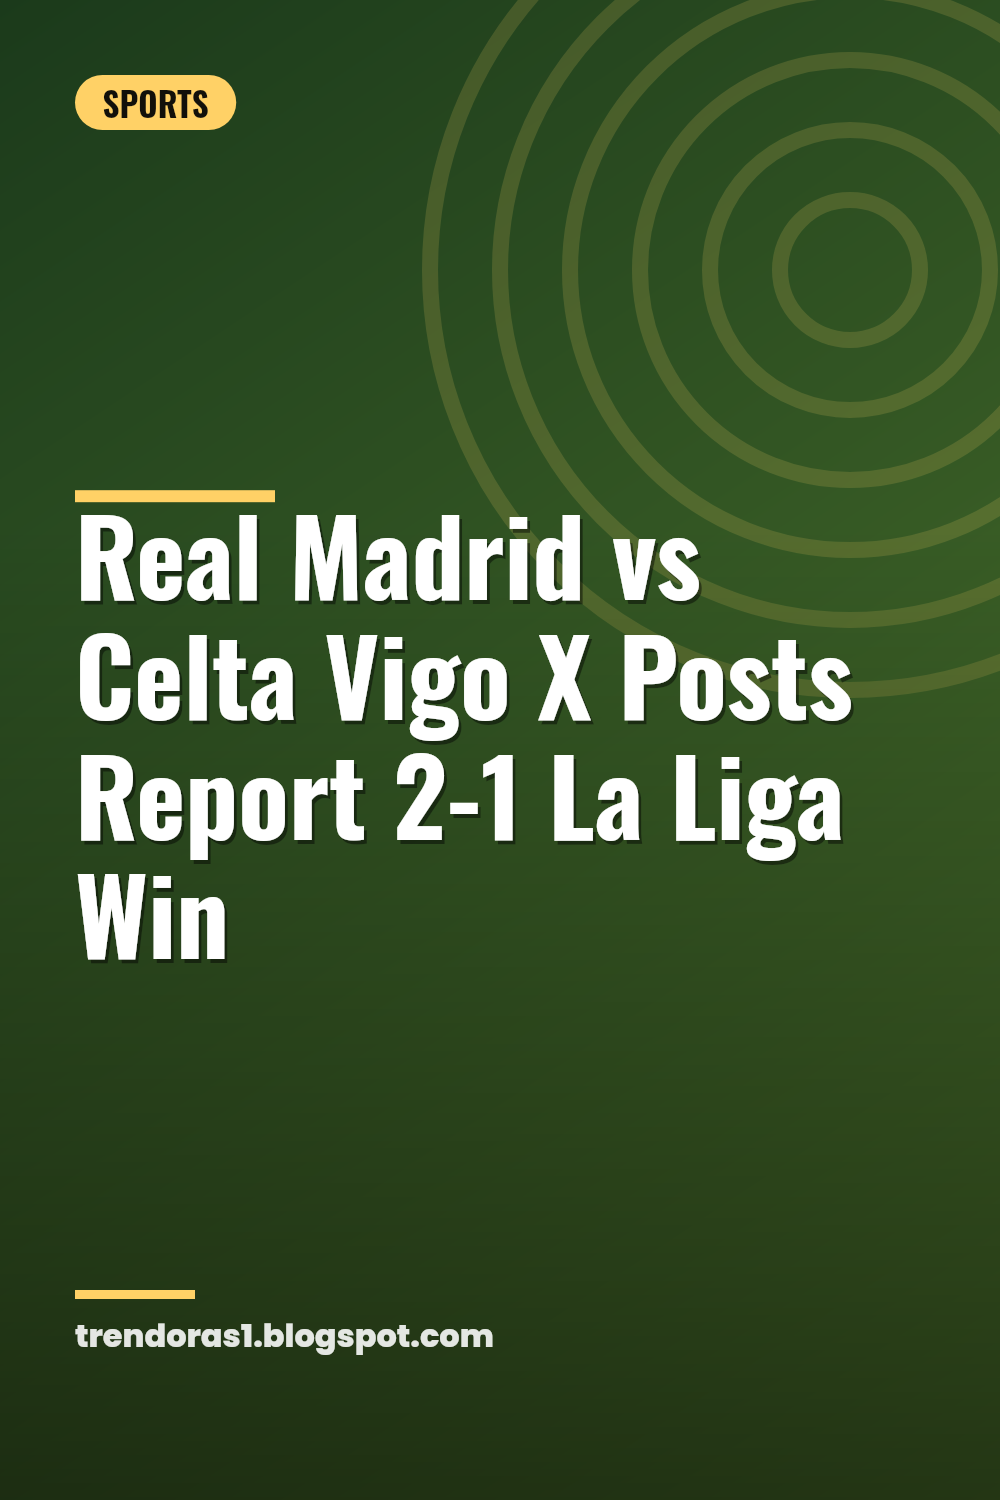 SPORTS
Real Madrid vs
Celta Vigo X Posts
Report 2-1 La Liga
Win
trendoras1.blogspot.com